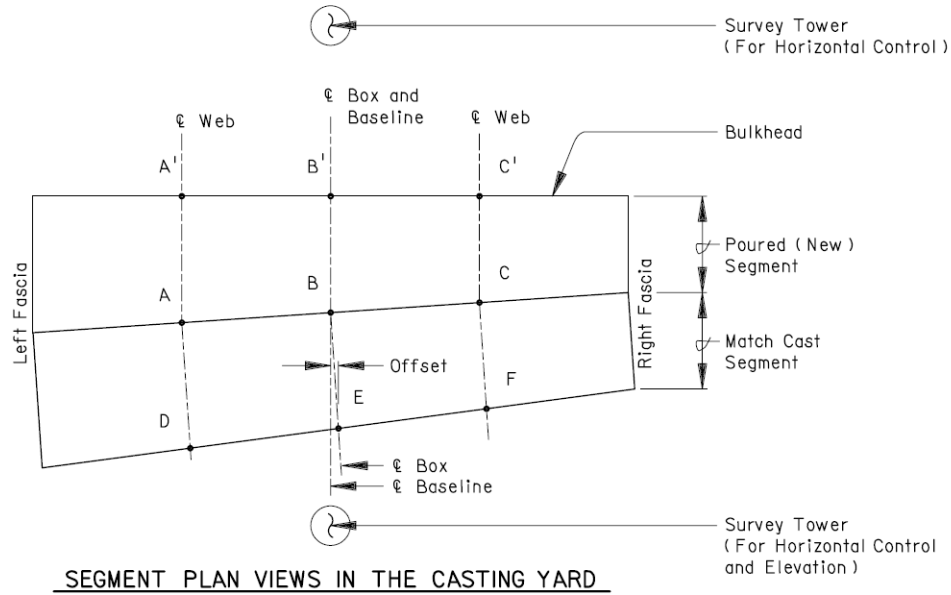 Survey Tower
(For Horizontal Control)
℄ Box and
Baseline
℄ Web
℄ Web
Bulkhead
A'
B'
C'
Left Fascia
A
B
C
Right Fascia
Poured (New)
Segment
Match Cast
Segment
Offset
D
E
F
℄ Box
℄ Baseline
Survey Tower
(For Horizontal Control
and Elevation)
SEGMENT PLAN VIEWS IN THE CASTING YARD